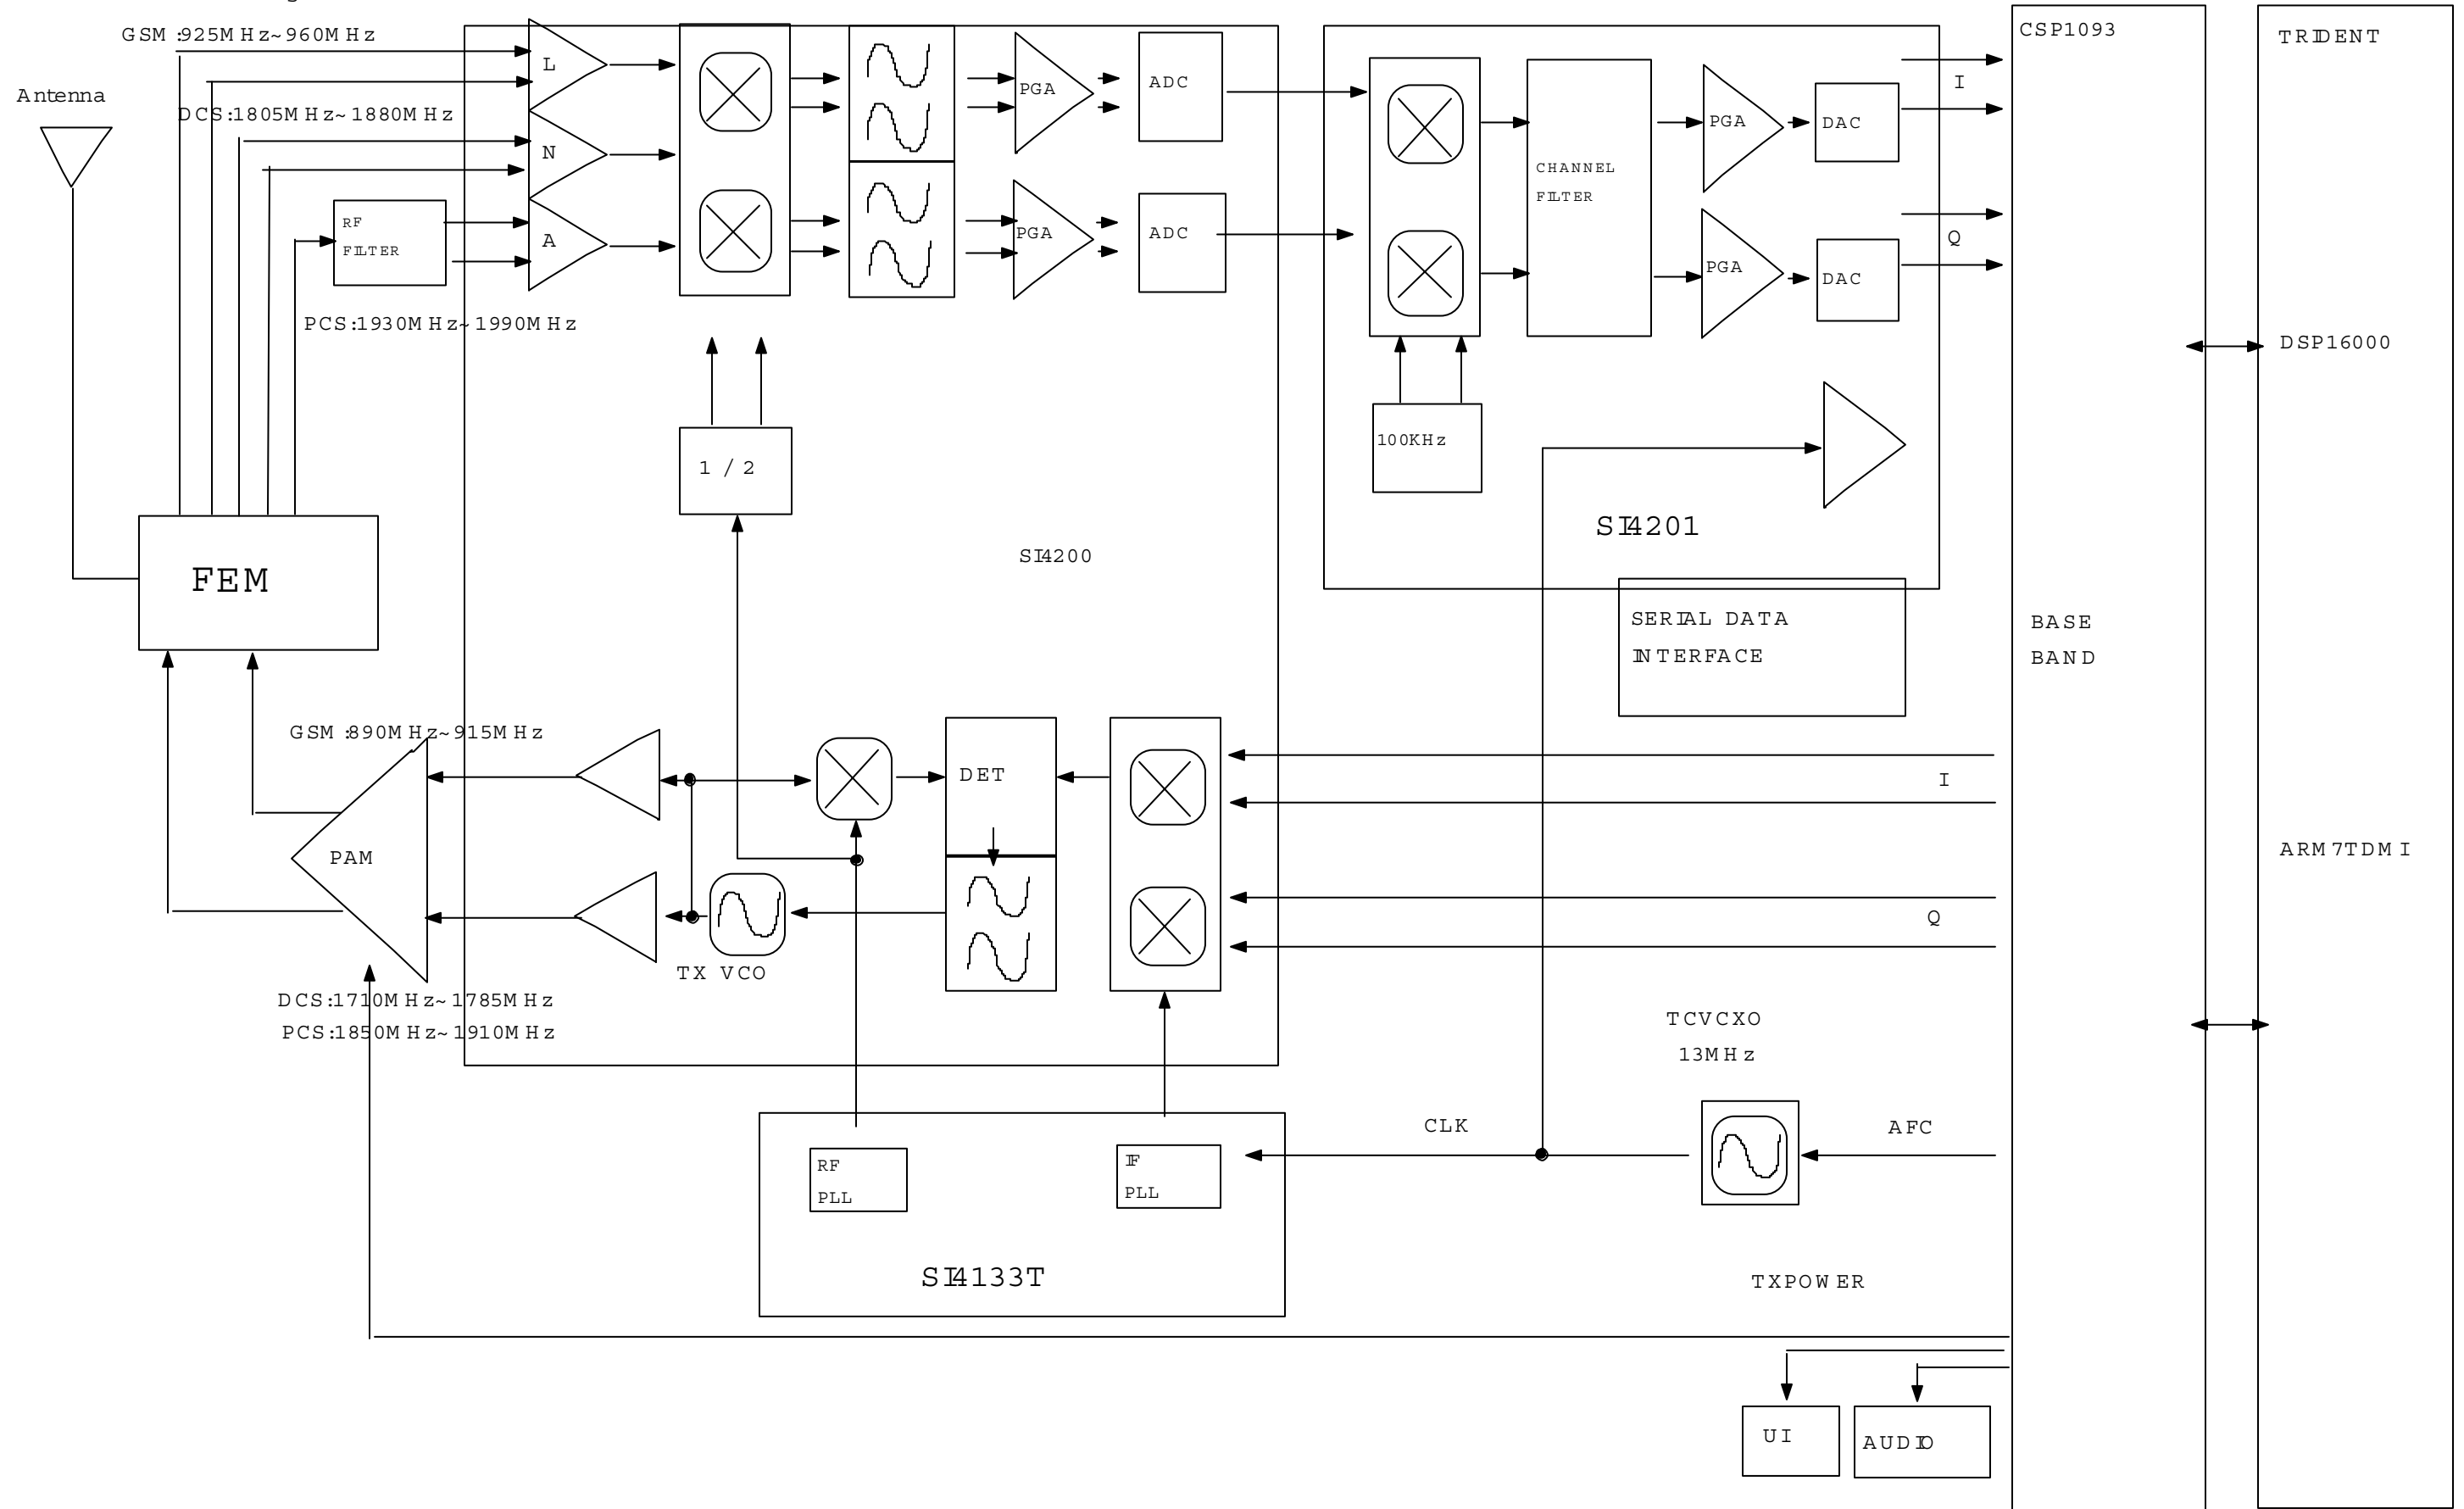 GSM:925MHz~960MHz
CSP1093
TRIDENT
Antenna
DCS:1805MHz~1880MHz
L
N
A
PGA
ADC
PGA
ADC
RF
FILTER
PCS:1930MHz~1990MHz
CHANNEL
FILTER
PGA
DAC
PGA
DAC
I
Q
DSP16000
100KHz
1 / 2
SI4201
SI4200
FEM
SERIAL DATA
INTERFACE
BASE
BAND
GSM:890MHz~915MHz
DET
I
PAM
ARM7TDMI
Q
TX VCO
DCS:1710MHz~1785MHz
PCS:1850MHz~1910MHz
TCVCXO
13MHz
CLK
AFC
RF
PLL
IF
PLL
SI4133T
TXPOWER
UI
AUDIO